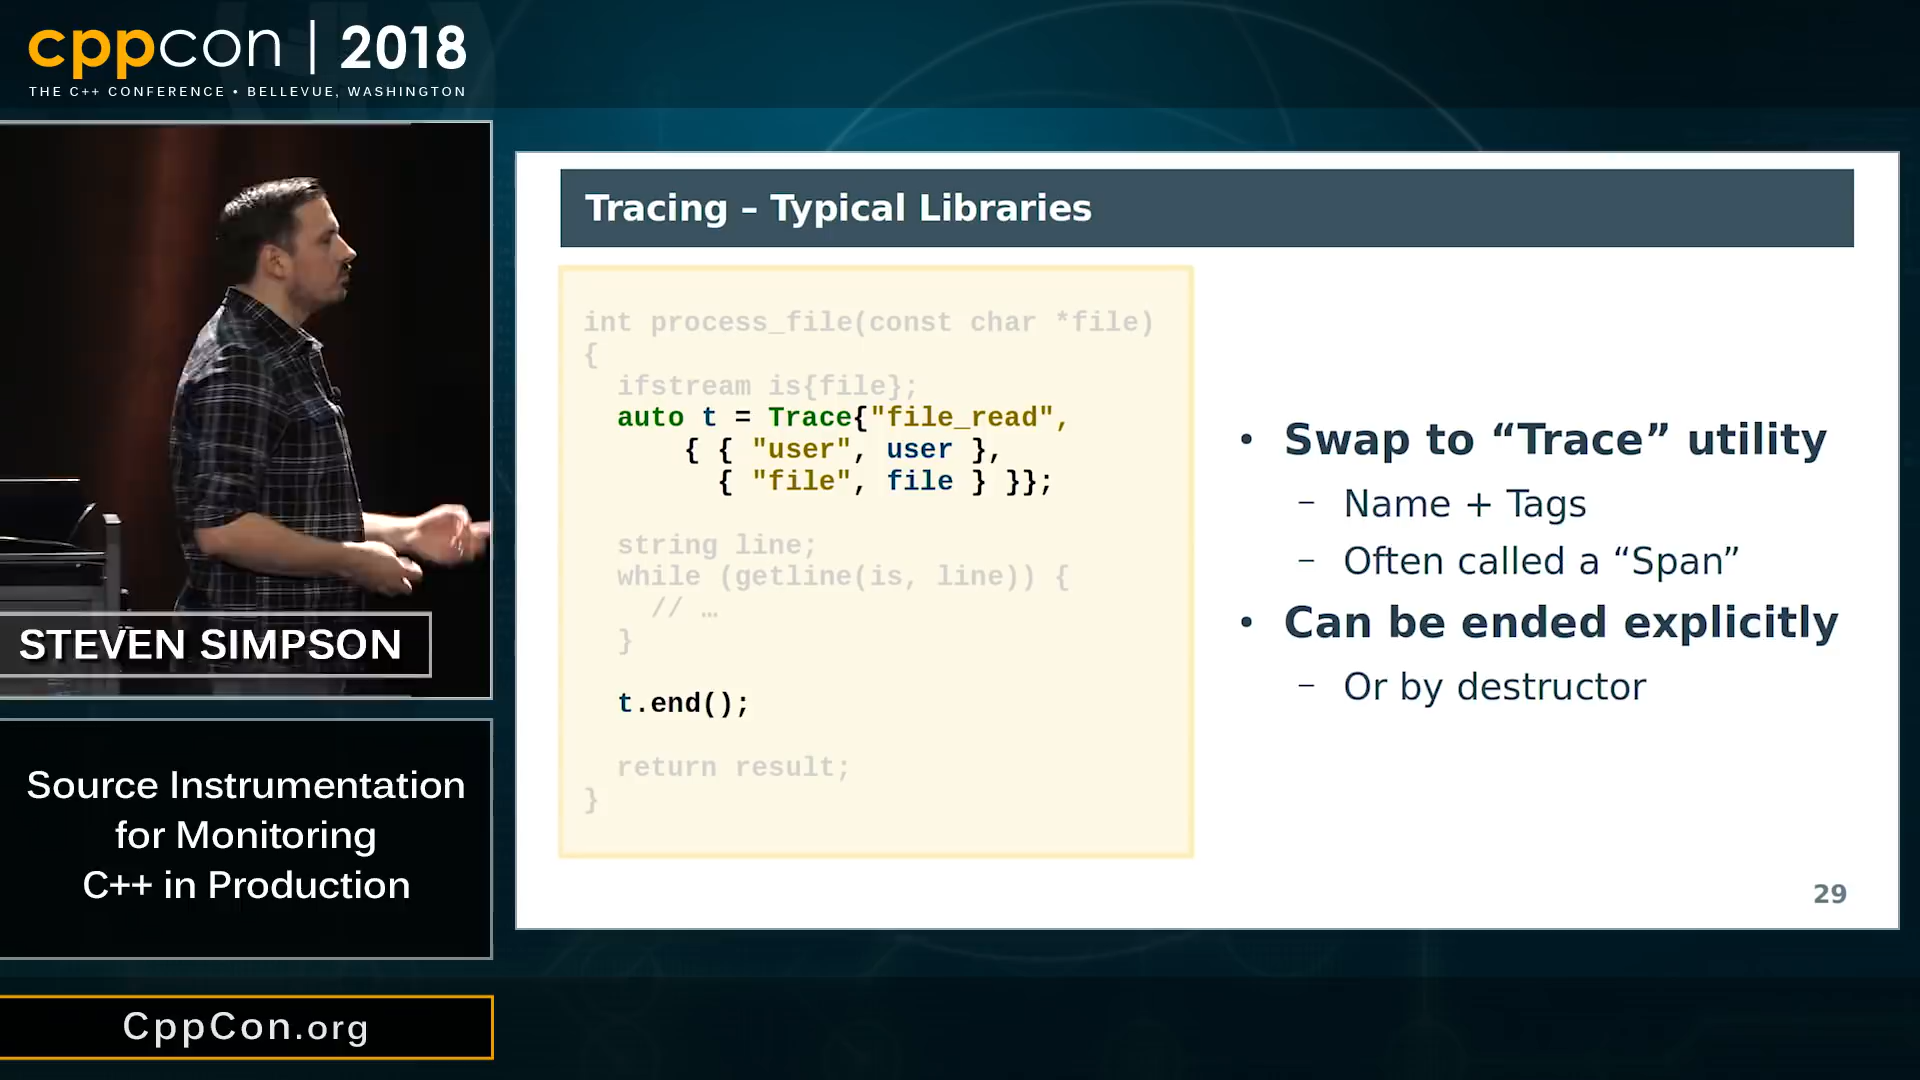 cppcon | 2018
THE C++ CONFERENCE • BELLEVUE, WASHINGTON
STEVEN SIMPSON
Source Instrumentation
for Monitoring
C++ in Production
CppCon.org
Tracing – Typical Libraries
int process_file(const char *file)
{
  ifstream is{file};
  auto t = Trace{"file_read",
      { { "user", user },
        { "file", file } }};
  string line;
  while (getline(is, line)) {
    // …
  }
  t.end();
  return result;
}
• Swap to “Trace” utility
– Name + Tags
– Often called a “Span”
• Can be ended explicitly
– Or by destructor
29